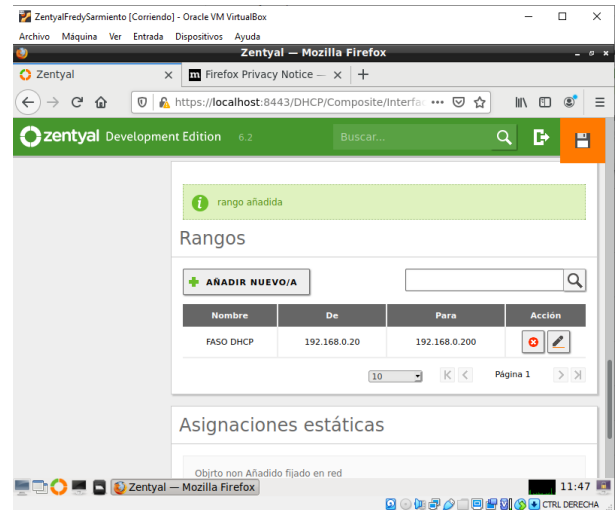 ZentyalFredySarmiento [Corriendo] - Oracle VM VirtualBox
Archivo Máquina Ver Entrada Dispositivos Ayuda
Zentyal — Mozilla Firefox
Zentyal
m Firefox Privacy Notice —
https://localhost:8443/DHCP/Composite/Interfa
zentyal Development Edition 6.2
Buscar...
i rango añadida
Rangos
AÑADIR NUEVO/A
Nombre De Para Acción
FASO DHCP 192.168.0.20 192.168.0.200
10 Página 1
Asignaciones estáticas
Objrto non Añadido fijado en red
Zentyal — Mozilla Firefox
11:47
CTRL DERECHA